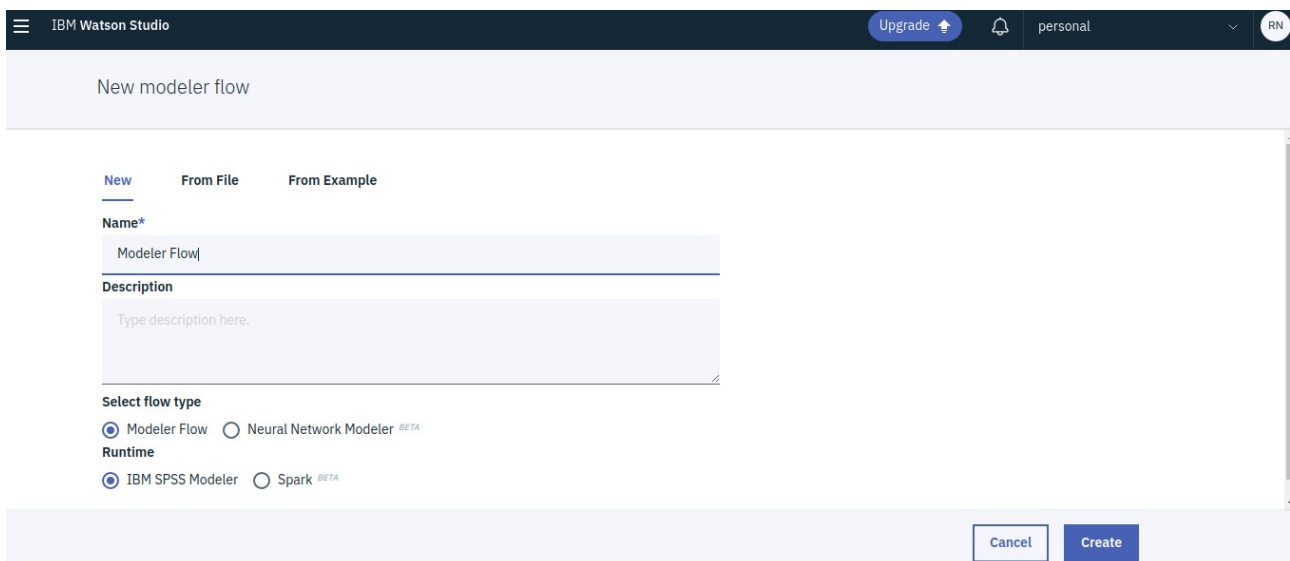 IBM Watson Studio
Upgrade
personal
RN
New modeler flow
New From File From Example
Name*
Modeler Flow
Description
Type description here.
Select flow type
Modeler Flow Neural Network Modeler BETA
Runtime
IBM SPSS Modeler Spark BETA
Cancel Create